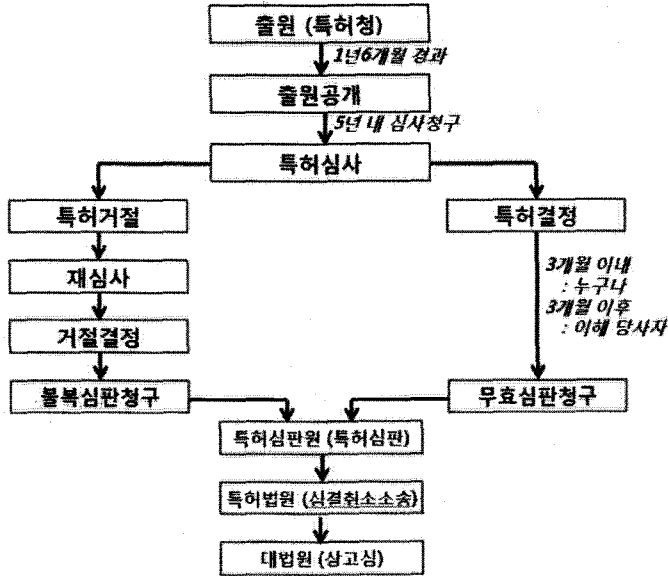 출원 (특허청)
1년6개월 경과
출원공개
5년 내 심사청구
특허심사
특허거절
특허결정
재심사
3개월 이내
: 누구나
3개월 이후
: 이해 당사자
거절결정
불복심판청구
무효심판청구
특허심판원 (특허심판)
특허법원 (심결취소소송)
대법원 (상고심)